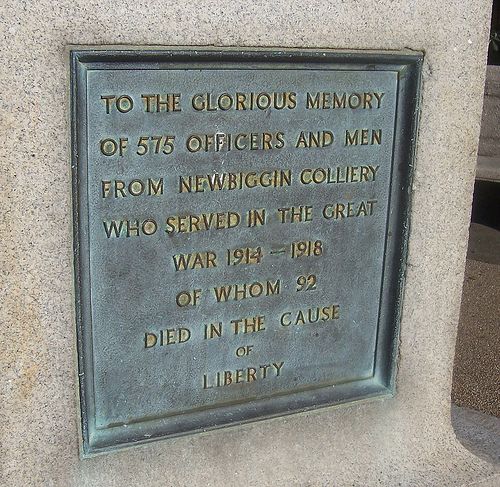 TO THE GLORIOUS MEMORY
OF 575 OFFICERS AND MEN
FROM NEWBIGGIN COLLIERY
WHO SERVED IN THE GREAT
WAR 1914 – 1918
OF WHOM 92
DIED IN THE CAUSE
OF
LIBERTY